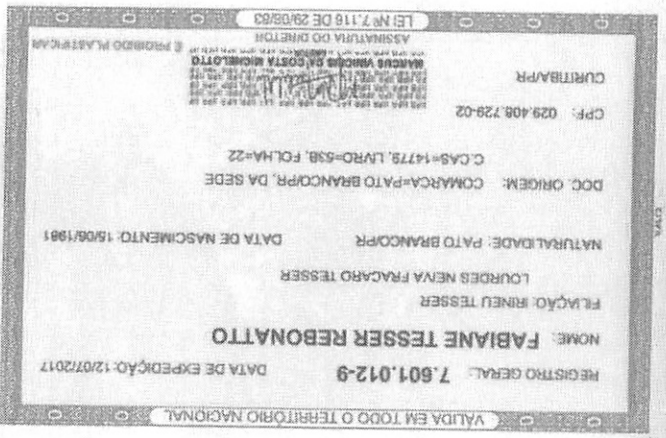 VÁLIDA EM TODO O TERRITÓRIO NACIONAL
REGISTRO GERAL: 7.601.012-9 DATA DE EXPEDIÇÃO: 12/07/2017
NOME: FABIANE TESSER REBONATTO
FILIAÇÃO: IRINEU TESSER
LOURDES NEIVA FRACARO TESSER
NATURALIDADE: PATO BRANCO/PR DATA DE NASCIMENTO: 15/06/1981
DOC. ORIGEM: COMARCA=PATO BRANCO/PR, DA SEDE
C.CAS=14779, LIVRO=53B, FOLHA=22
CPF: 029.408.729-02
CURITIBA/PR
MARCUS VINICIUS DA COSTA MICHELOTTO
ASSINATURA DO DIRETOR
É PROIBIDO PLASTIFICAR
LEI Nº 7.116 DE 29/08/83